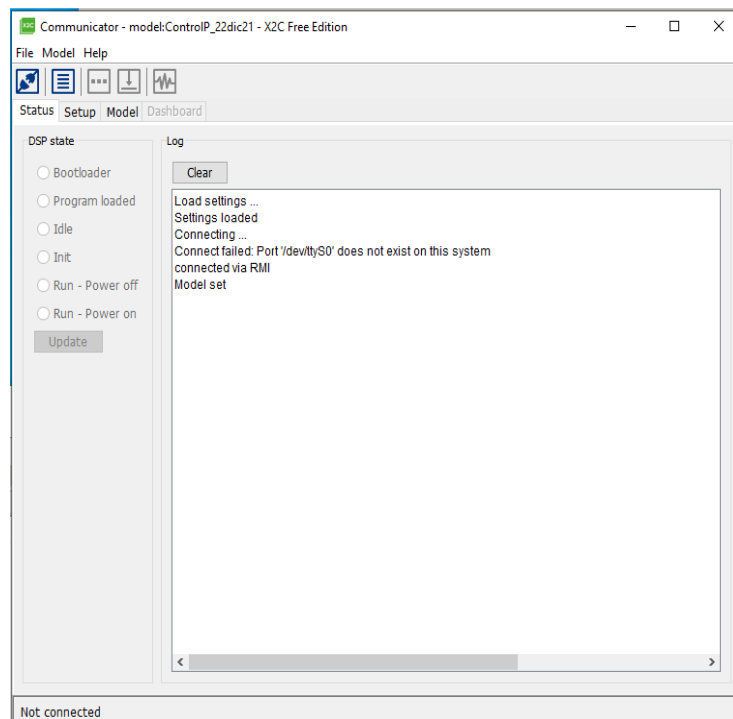 X2C Communicator - model:ControlP_22dic21 - X2C Free Edition
File Model Help
Status Setup Model Dashboard
DSP state
Bootloader
Program loaded
Idle
Init
Run - Power off
Run - Power on
Update
Log
Clear
Load settings ...
Settings loaded
Connecting ...
Connect failed: Port '/dev/ttyS0' does not exist on this system
connected via RMI
Model set
Not connected